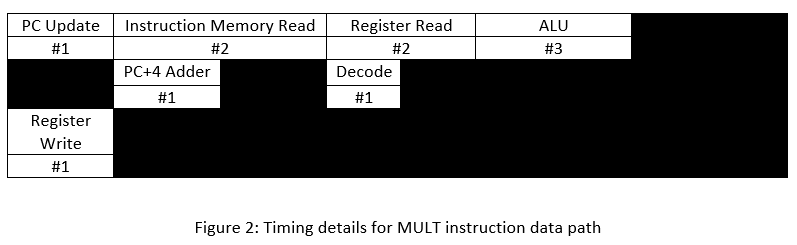 PC Update Instruction Memory Read Register Read ALU
#1 #2 #2 #3
PC+4 Adder Decode
#1 #1
Register
Write
#1
Figure 2: Timing details for MULT instruction data path